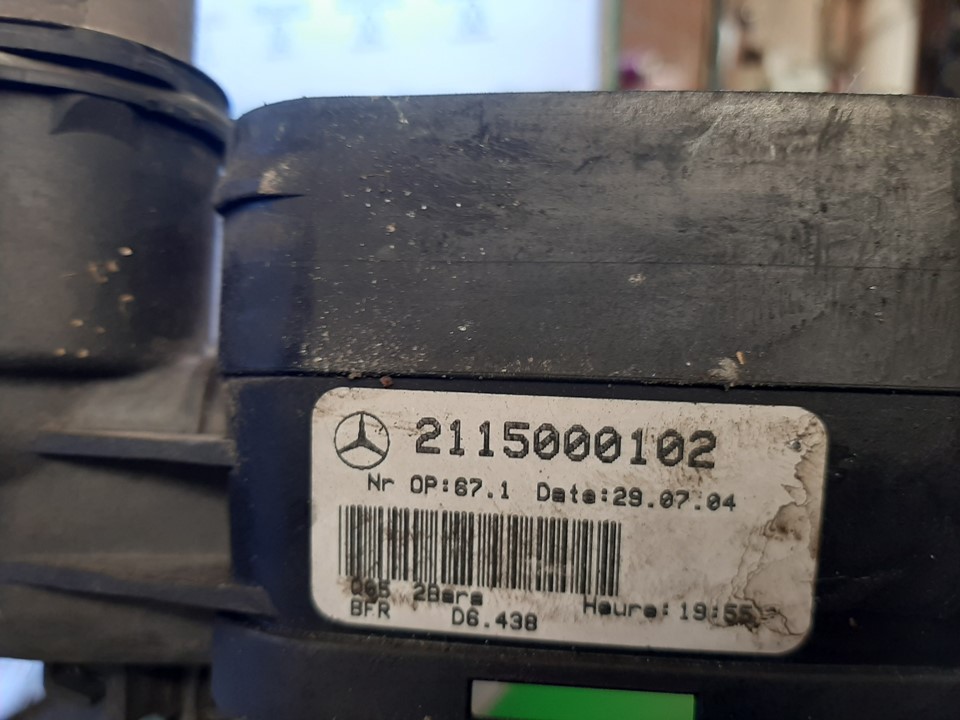 2115000102
Nr OP:67.1 Date:29.07.04
Q65 2Bars
Heure:19:55
BFR D6.438